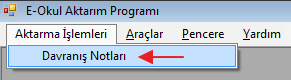 E-Okul Aktarım Programı
Aktarma İşlemleri Araçlar Pencere Yardım
Davranış Notları